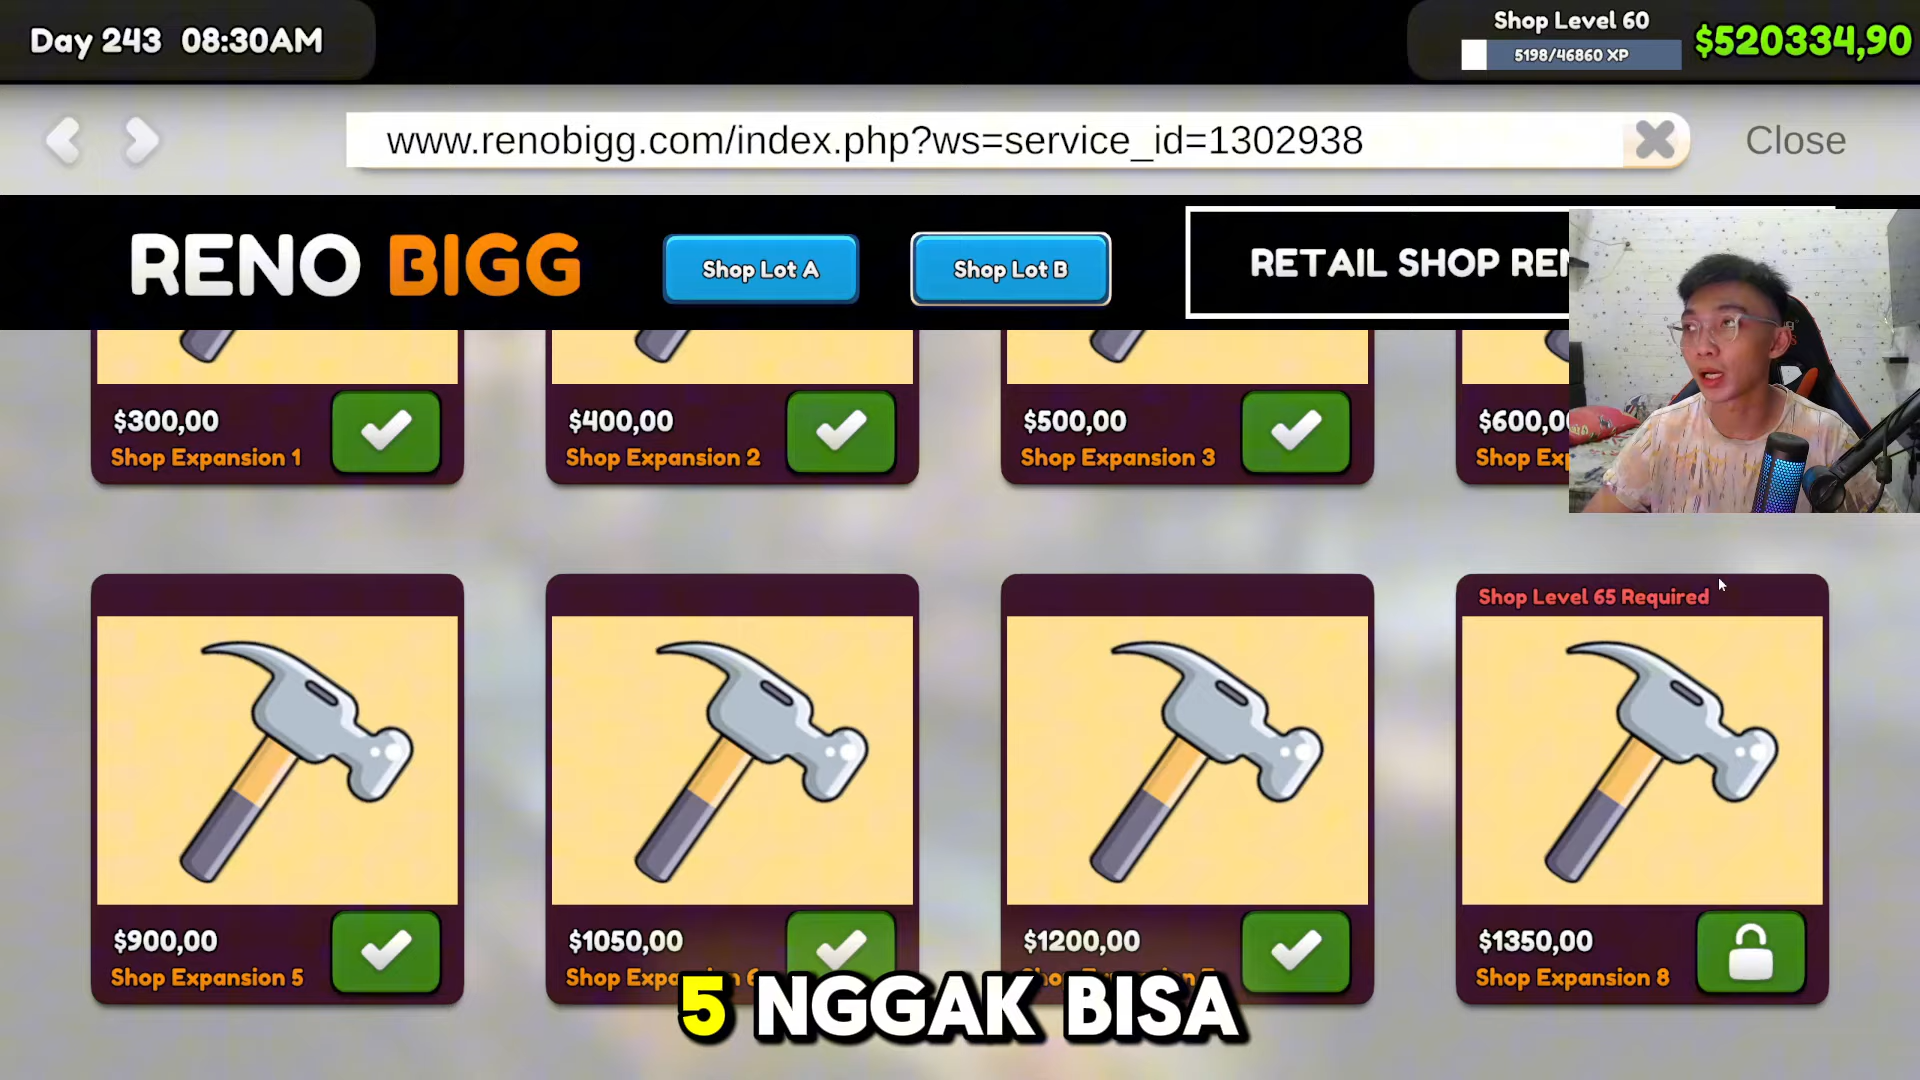 Day 243 08:30AM
Shop Level 60
5198/46860 XP
$520334,90
www.renobigg.com/index.php?ws=service_id=1302938
Close
RENO BIGG
Shop Lot A
Shop Lot B
RETAIL SHOP
$300,00
Shop Expansion 1
$400,00
Shop Expansion 2
$500,00
Shop Expansion 3
$600,0
Shop
Shop Level 65 Required
$900,00
Shop Expansion 5
$1050,00
Shop Expansion 6
$1200,00
$1350,00
Shop Expansion 8
5 NGGAK BISA